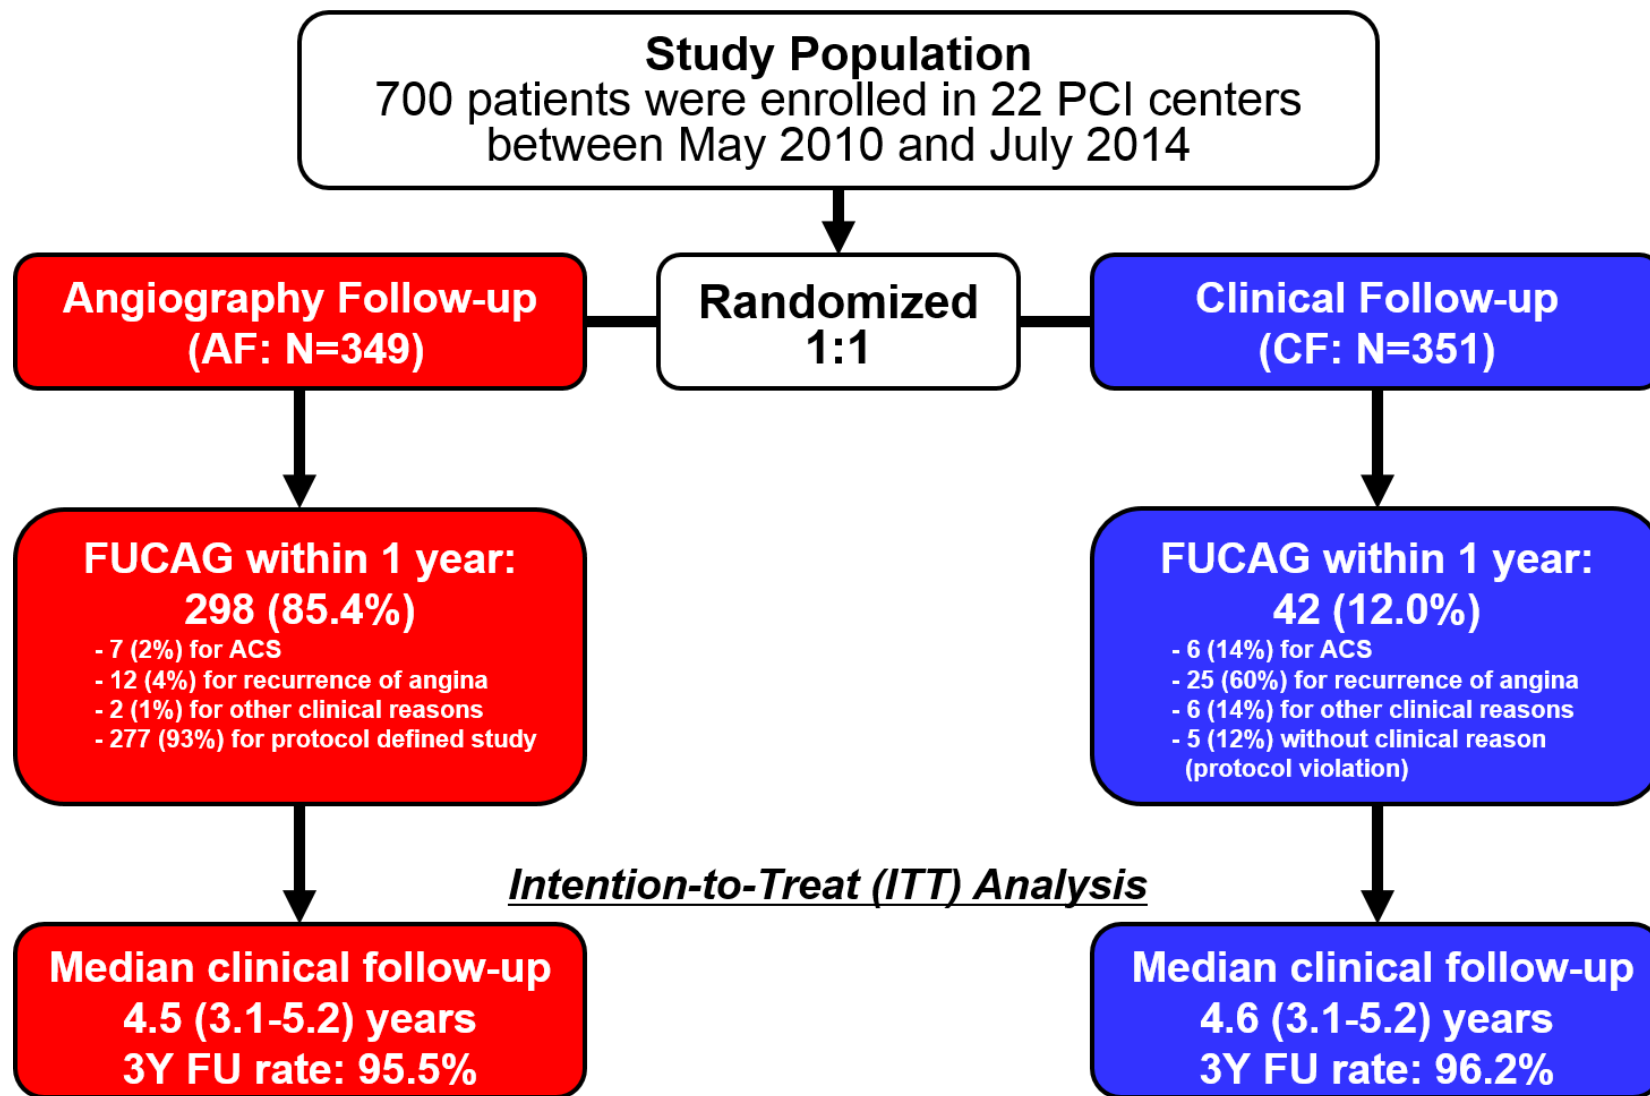 Study Population
700 patients were enrolled in 22 PCI centers
between May 2010 and July 2014
Angiography Follow-up
(AF: N=349)
Randomized
1:1
Clinical Follow-up
(CF: N=351)
FUCAG within 1 year:
298 (85.4%)
- 7 (2%) for ACS
- 12 (4%) for recurrence of angina
- 2 (1%) for other clinical reasons
- 277 (93%) for protocol defined study
FUCAG within 1 year:
42 (12.0%)
- 6 (14%) for ACS
- 25 (60%) for recurrence of angina
- 6 (14%) for other clinical reasons
- 5 (12%) without clinical reason
(protocol violation)
Intention-to-Treat (ITT) Analysis
Median clinical follow-up
4.5 (3.1-5.2) years
3Y FU rate: 95.5%
Median clinical follow-up
4.6 (3.1-5.2) years
3Y FU rate: 96.2%